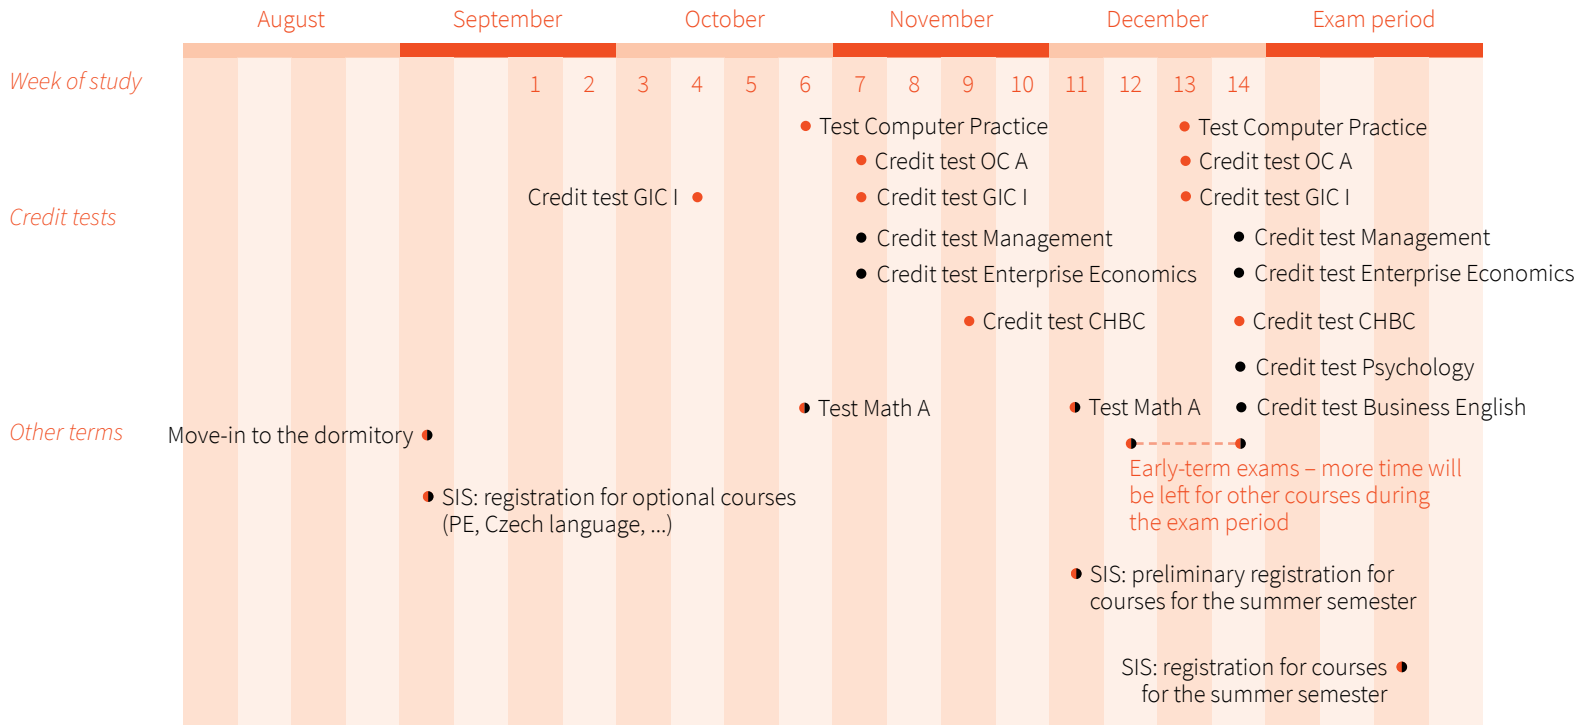 August September October November December Exam period
Week of study 1 2 3 4 5 6 7 8 9 10 11 12 13 14
Test Computer Practice Test Computer Practice
Credit test OC A Credit test OC A
Credit test GIC I Credit test GIC I Credit test GIC I
Credit tests
Credit test Management Credit test Management
Credit test Enterprise Economics Credit test Enterprise Economics
Credit test CHBC Credit test CHBC
Credit test Psychology
Test Math A Test Math A Credit test Business English
Other terms
Move-in to the dormitory
Early-term exams – more time will
be left for other courses during
the exam period
SIS: registration for optional courses
(PE, Czech language, ...)
SIS: preliminary registration for
courses for the summer semester
SIS: registration for courses
for the summer semester